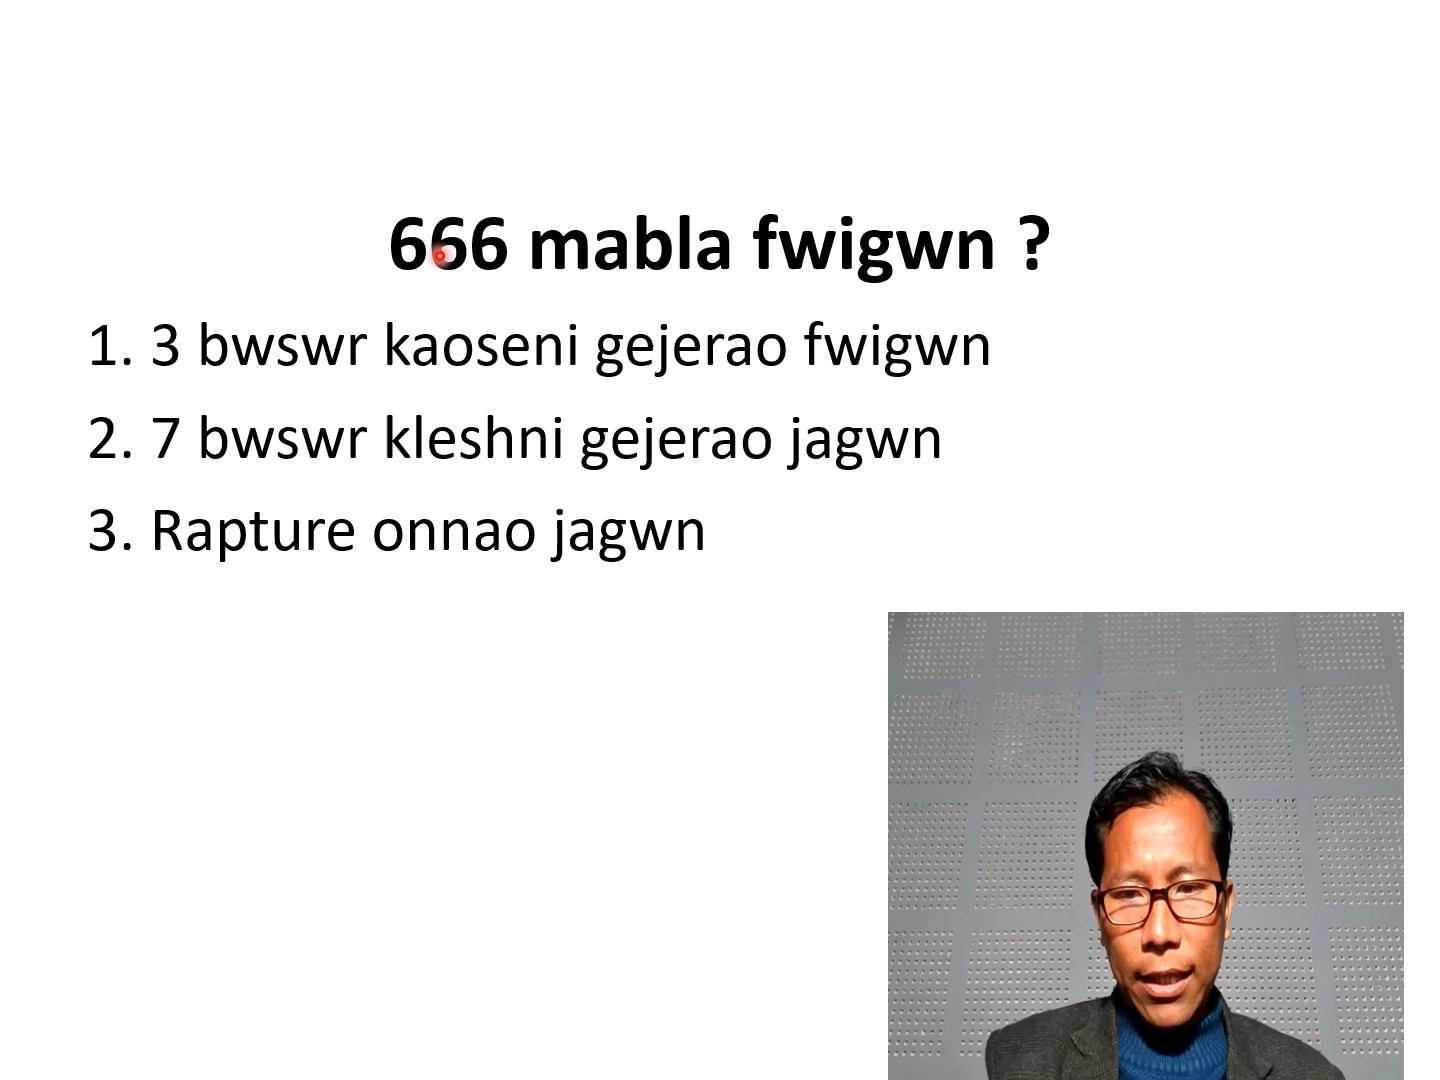 666 mabla fwigwn ?
1. 3 bwswr kaoseni gejerao fwigwn
2. 7 bwswr kleshni gejerao jagwn
3. Rapture onnao jagwn